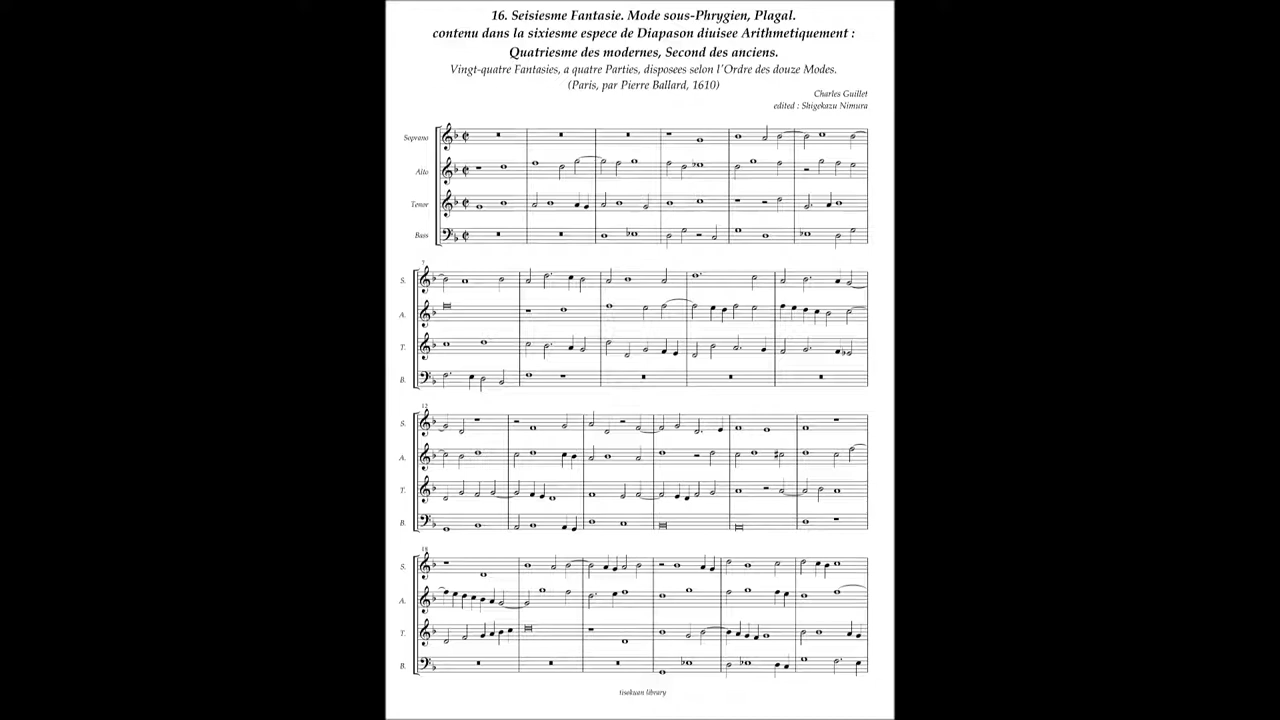 16. Seisiesme Fantasie. Mode sous-Phrygien, Plagal.
contenu dans la sixiesme espece de Diapason diuisee Arithmetiquement :
Quatriesme des modernes, Second des anciens.
Vingt-quatre Fantasies, a quatre Parties, disposees selon l'Ordre des douze Modes.
(Paris, par Pierre Ballard, 1610)
Charles Guillet
edited : Shigekazu Nimura
Soprano
Alto
Tenor
Bass
7
S.
A.
T.
B.
12
S.
A.
T.
B.
18
S.
A.
T.
B.
tisekuan library